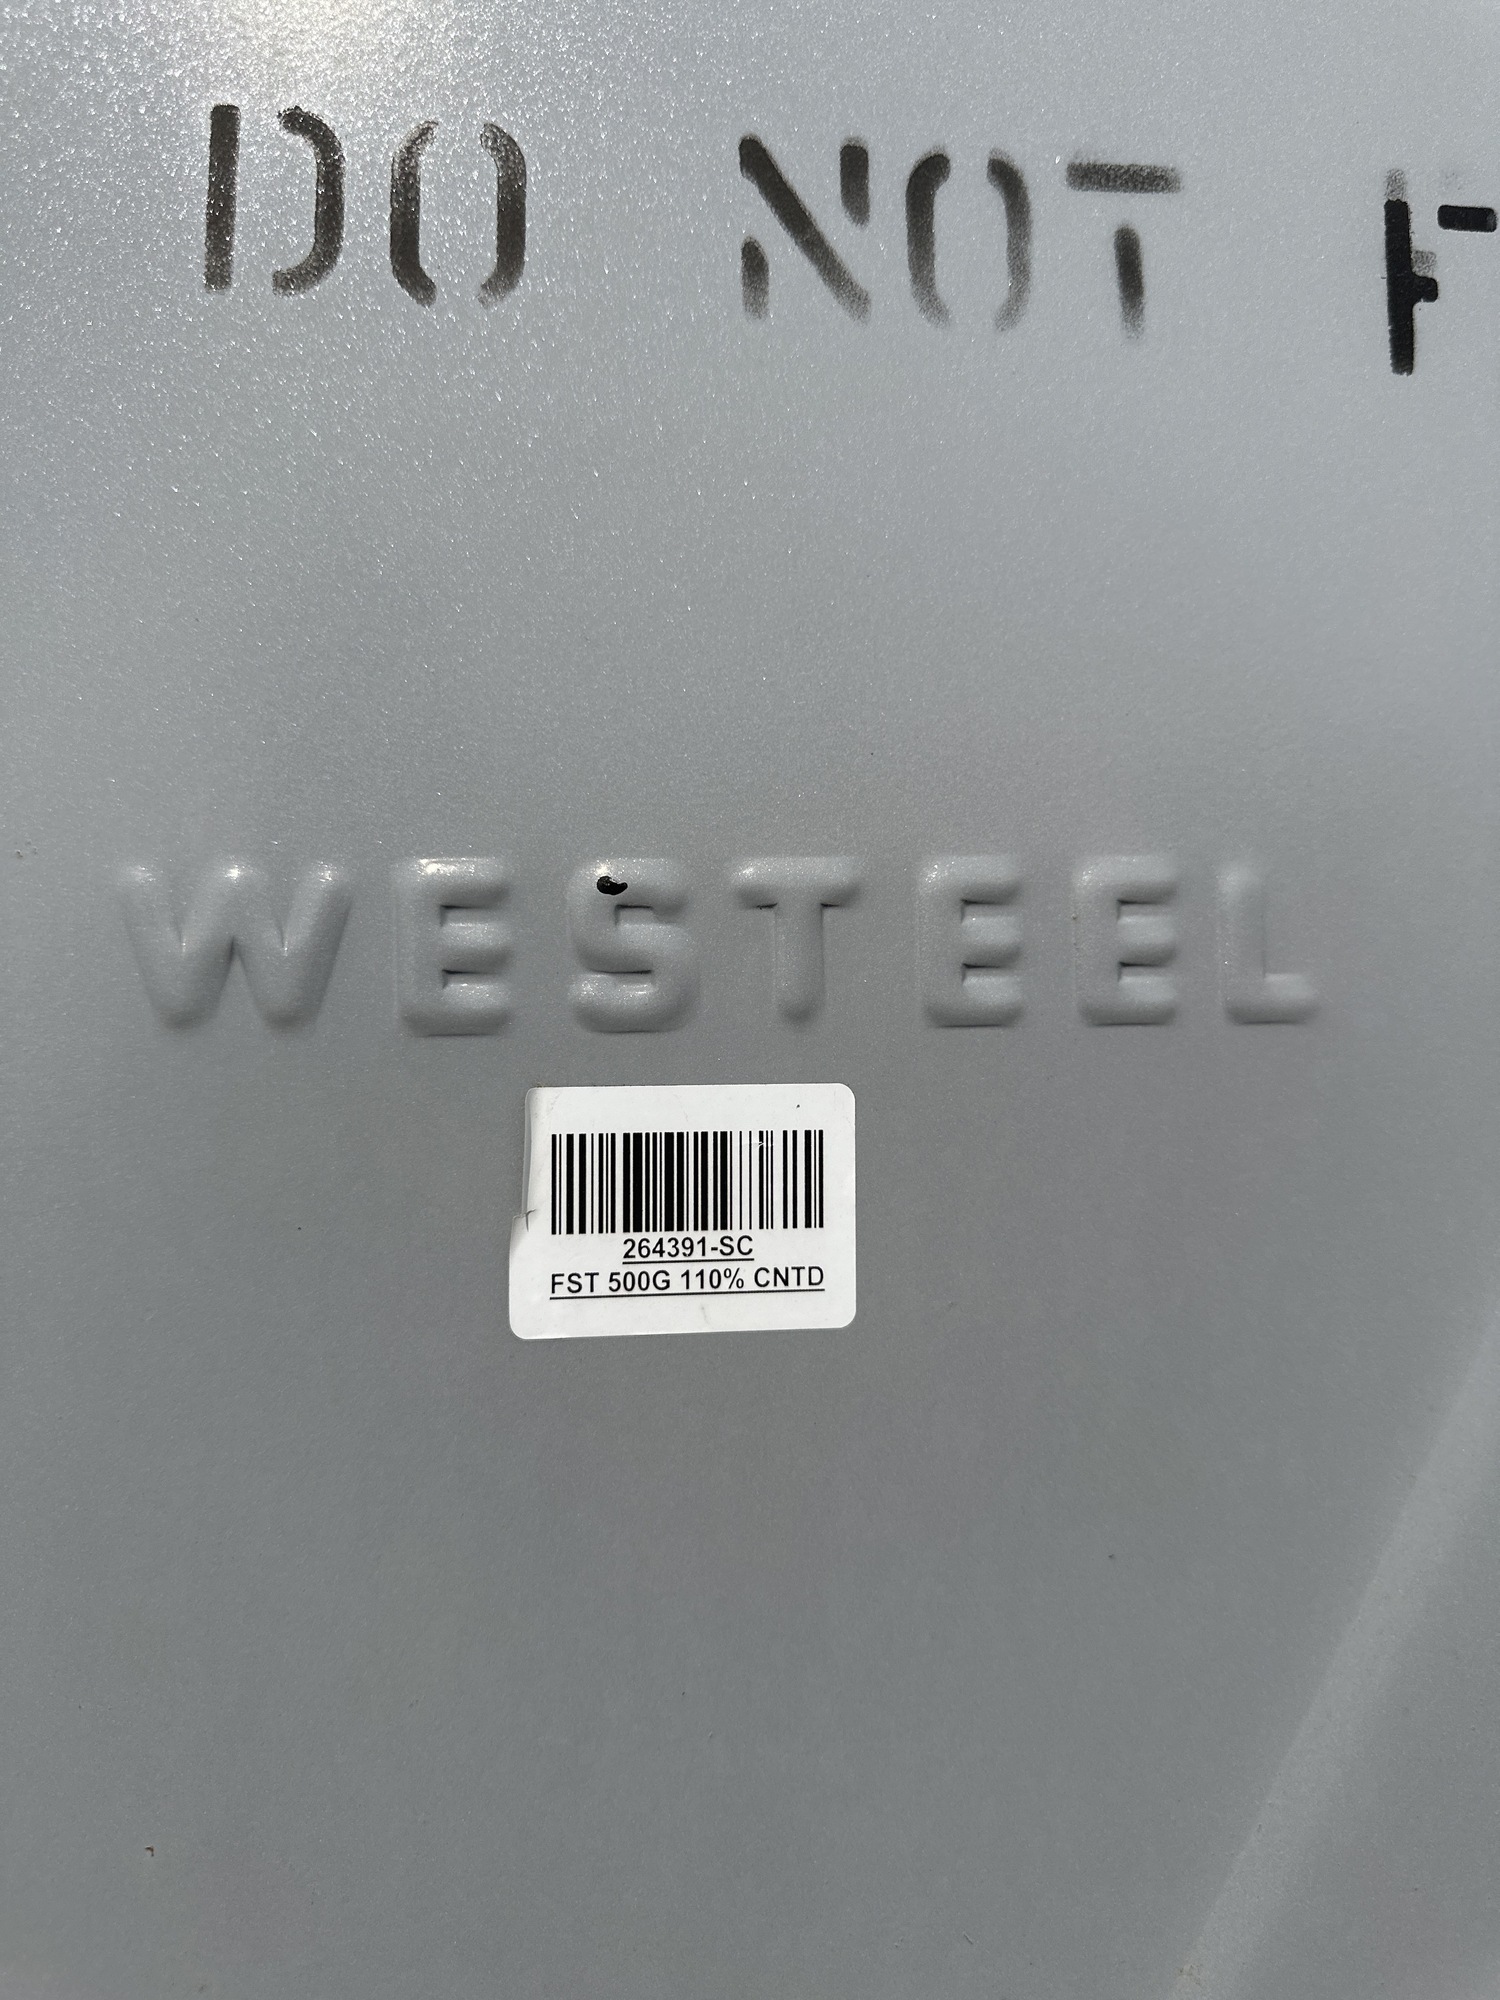 DO NOT F
WESTEEL
264391-SC
FST 500G 110% CNTD